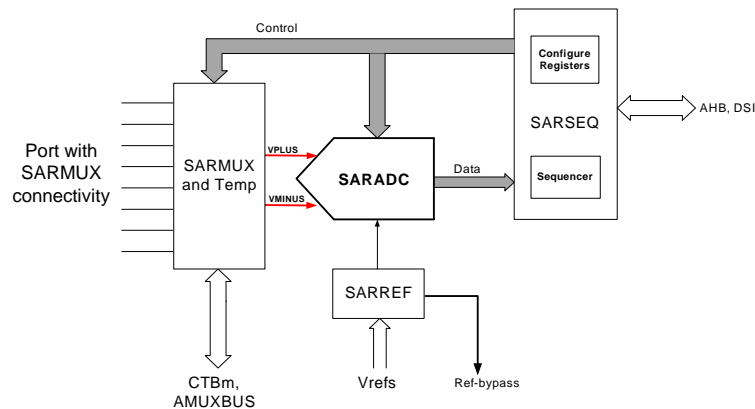 Control
Configure
Registers
SARSEQ
AHB, DSI
Sequencer
Port with
SARMUX
connectivity
SARMUX
and Temp
VPLUS
VMINUS
SARADC
Data
SARREF
CTBm,
AMUXBUS
Vrefs
Ref-bypass